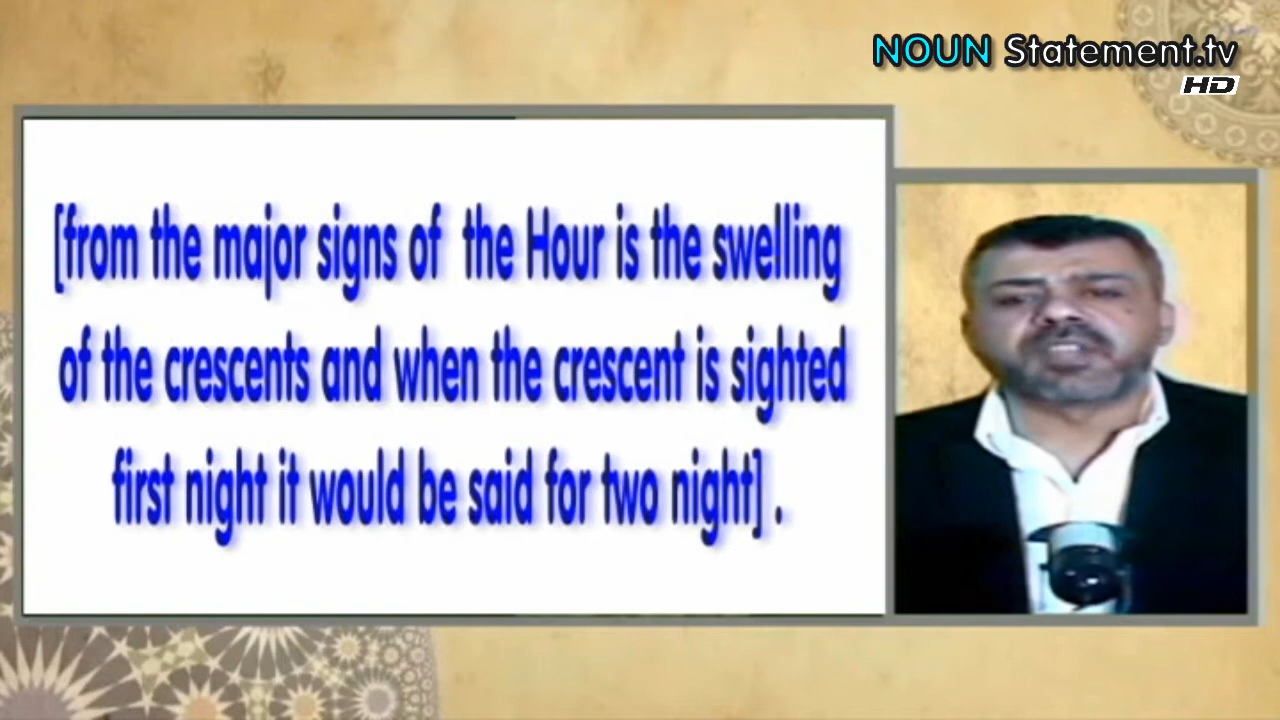 NOUN Statement.tv
HD
[from the major signs of the Hour is the swelling
of the crescents and when the crescent is sighted
first night it would be said for two night] .